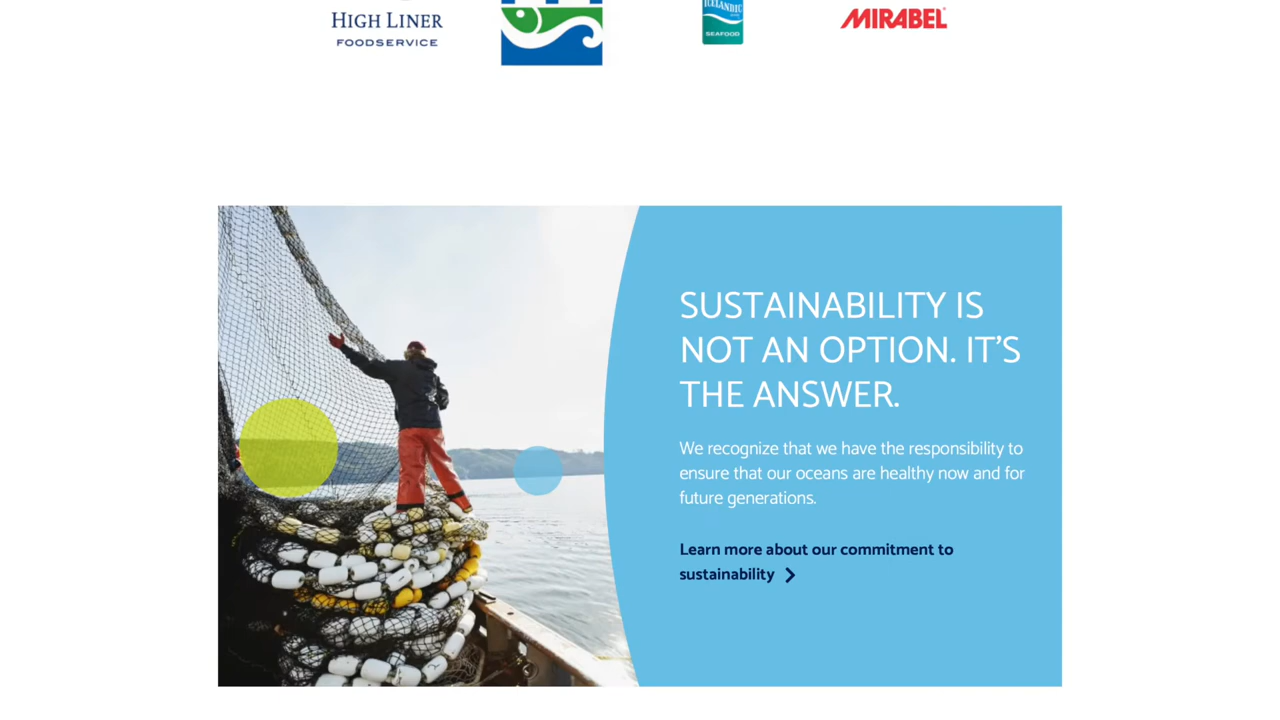 HIGH LINER
FOODSERVICE
ICELANDIC
SEAFOOD
MIRABEL
SUSTAINABILITY IS
NOT AN OPTION. IT’S
THE ANSWER.
We recognize that we have the responsibility to
ensure that our oceans are healthy now and for
future generations.
Learn more about our commitment to
sustainability